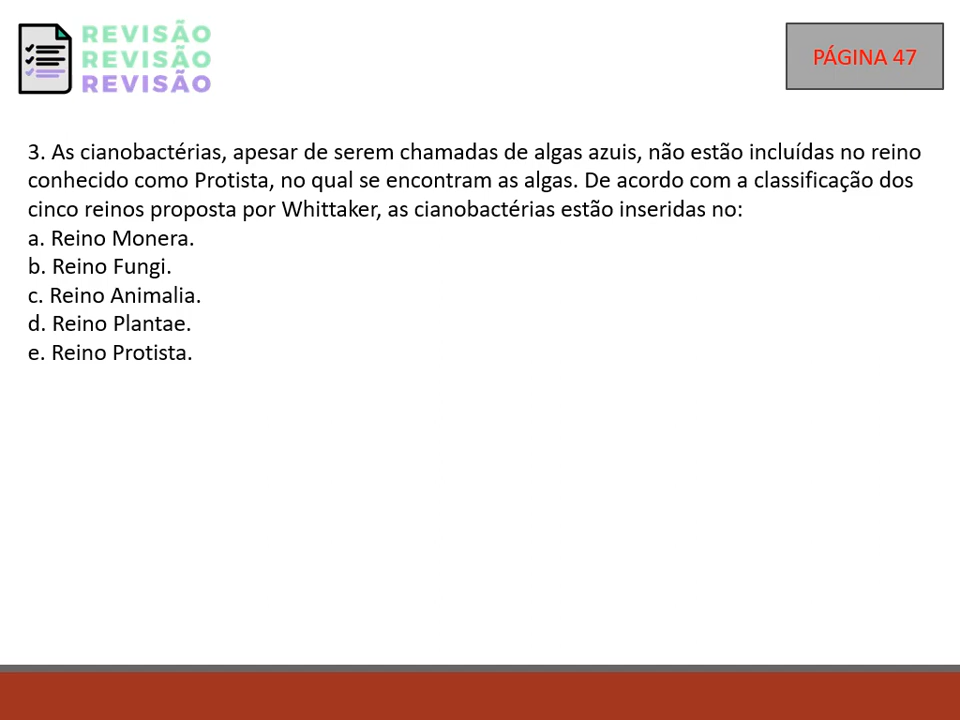 REVISÃO
REVISÃO
REVISÃO
PÁGINA 47
3. As cianobactérias, apesar de serem chamadas de algas azuis, não estão incluídas no reino
conhecido como Protista, no qual se encontram as algas. De acordo com a classificação dos
cinco reinos proposta por Whittaker, as cianobactérias estão inseridas no:
a. Reino Monera.
b. Reino Fungi.
c. Reino Animalia.
d. Reino Plantae.
e. Reino Protista.